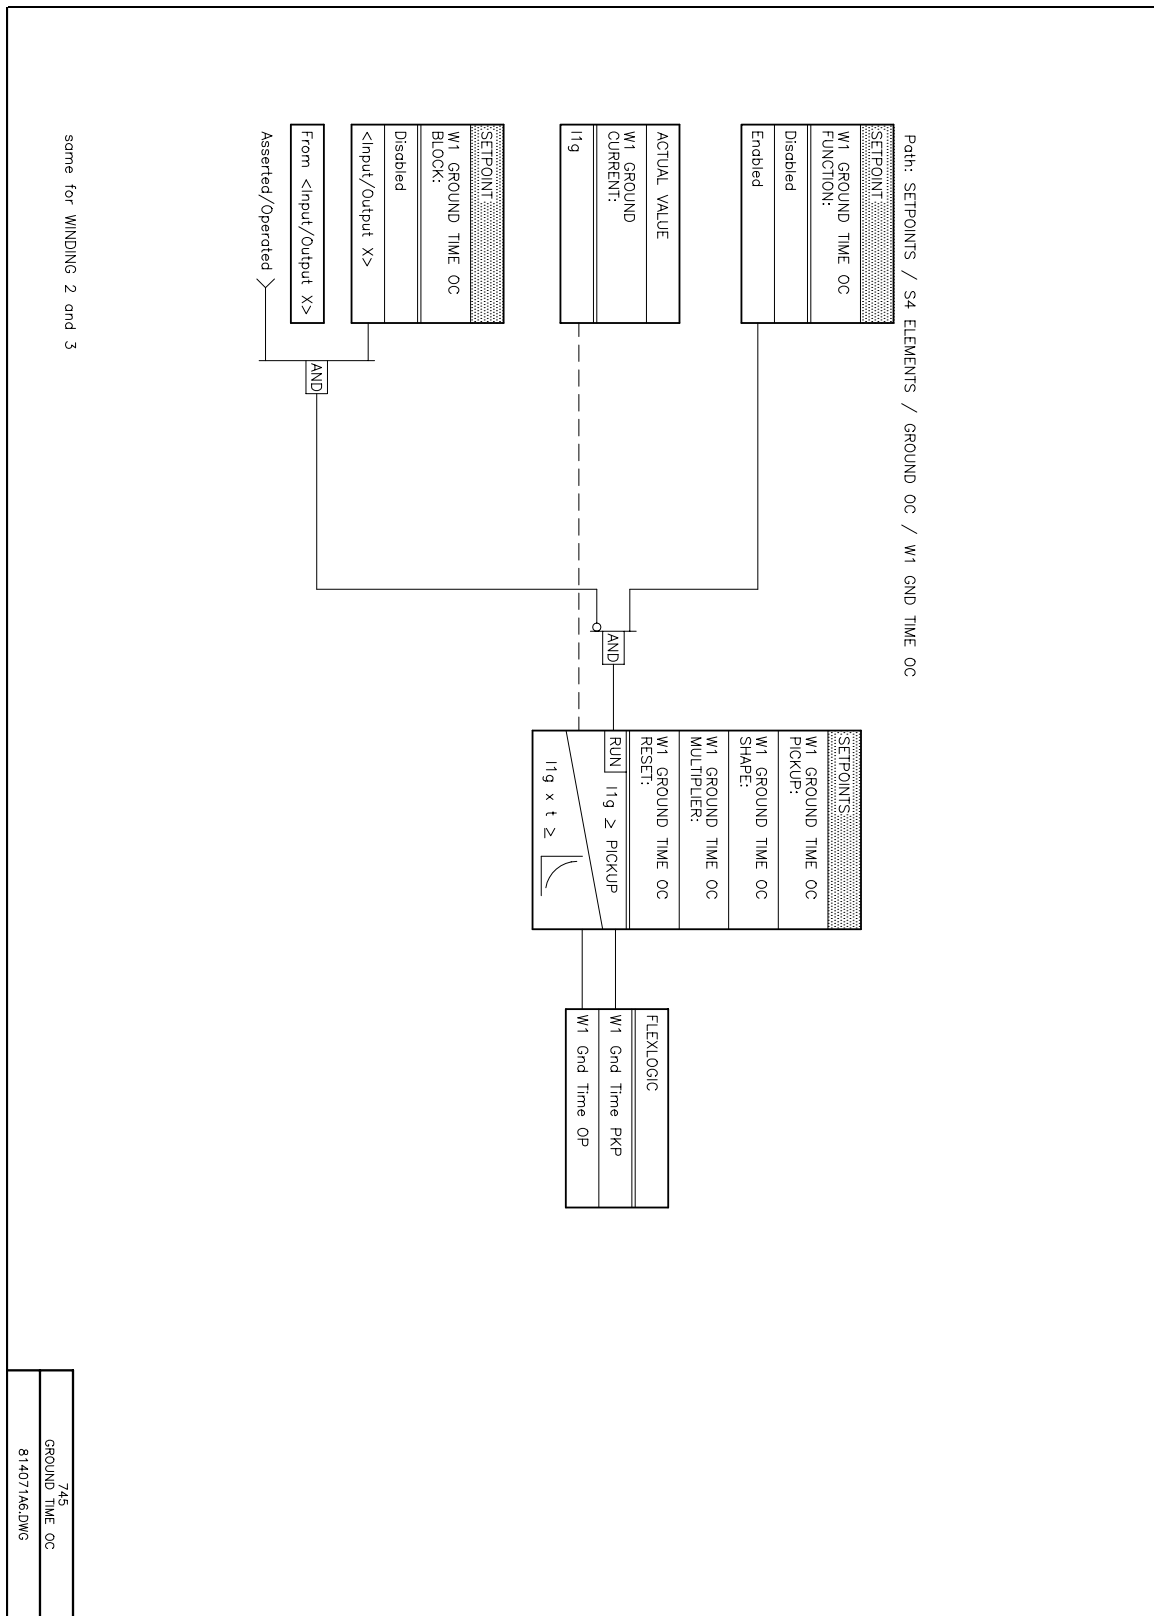 Path: SETPOINTS / S4 ELEMENTS / GROUND OC / W1 GND TIME OC
SETPOINT
W1 GROUND TIME OC
FUNCTION:
Disabled
Enabled
ACTUAL VALUE
W1 GROUND
CURRENT:
I1g
SETPOINT
W1 GROUND TIME OC
BLOCK:
Disabled
<Input/Output X>
From <Input/Output X>
Asserted/Operated
AND
AND
SETPOINTS
W1 GROUND TIME OC
PICKUP:
W1 GROUND TIME OC
SHAPE:
W1 GROUND TIME OC
MULTIPLIER:
W1 GROUND TIME OC
RESET:
RUN I1g ≥ PICKUP
I1g x t ≥
FLEXLOGIC
W1 Gnd Time PKP
W1 Gnd Time OP
same for WINDING 2 and 3
745
GROUND TIME OC
814071A6.DWG